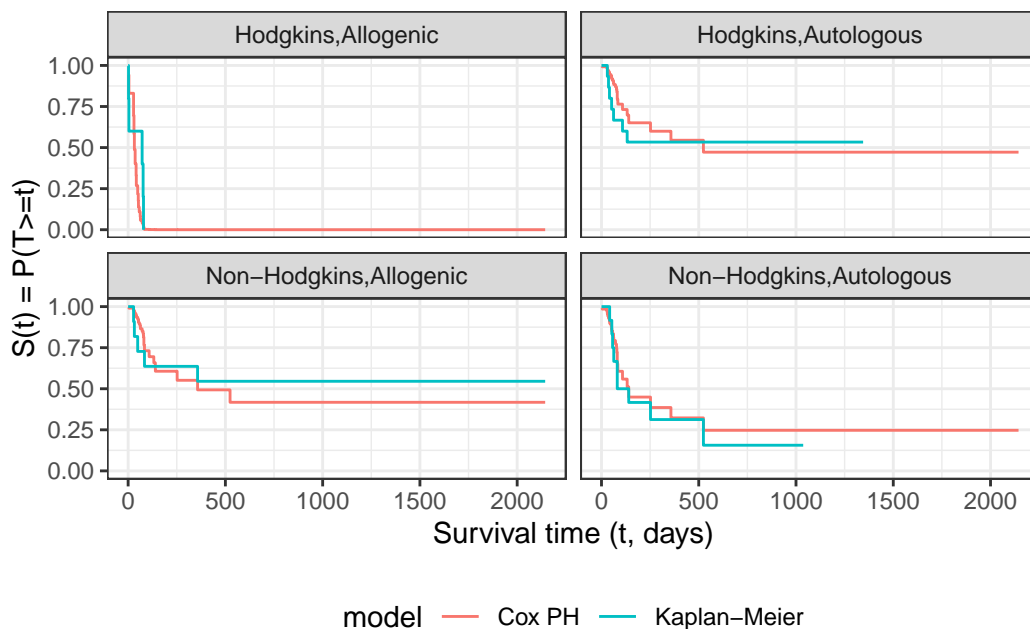 Hodgkins,Allogenic
Hodgkins,Autologous
1.00
0.75
0.50
0.25
0.00
Non−Hodgkins,Allogenic
Non−Hodgkins,Autologous
1.00
0.75
0.50
0.25
0.00
0 500 1000 1500 2000
0 500 1000 1500 2000
S(t) = P(T>=t)
Survival time (t, days)
model Cox PH Kaplan−Meier